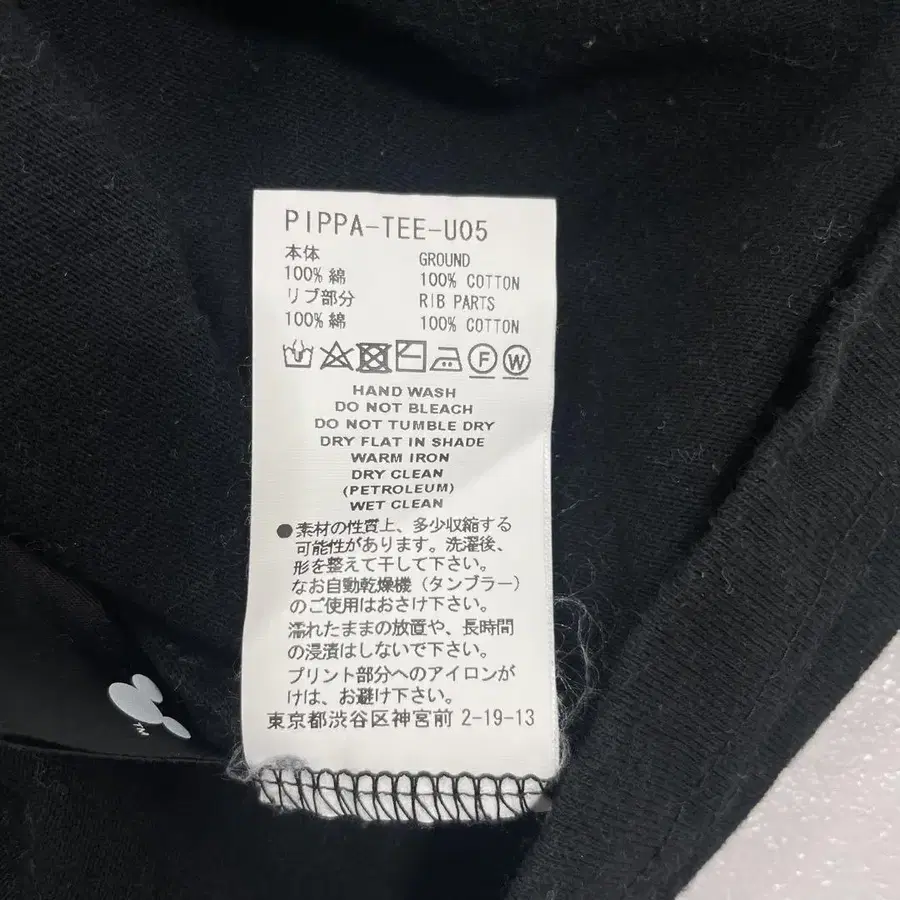 PIPPA-TEE-U05
本体 GROUND
100% 綿 100% COTTON
リブ部分 RIB PARTS
100% 綿 100% COTTON
F W
HAND WASH
DO NOT BLEACH
DO NOT TUMBLE DRY
DRY FLAT IN SHADE
WARM IRON
DRY CLEAN
(PETROLEUM)
WET CLEAN
●素材の性質上、多少収縮する
可能性があります。洗濯後、
形を整えて干して下さい。
なお自動乾燥機（タンブラー）
のご使用はおさけ下さい。
濡れたままの放置や、長時間
の浸漬はしないで下さい。
プリント部分へのアイロンが
けは、お避け下さい。
東京都渋谷区神宮前 2-19-13
TM